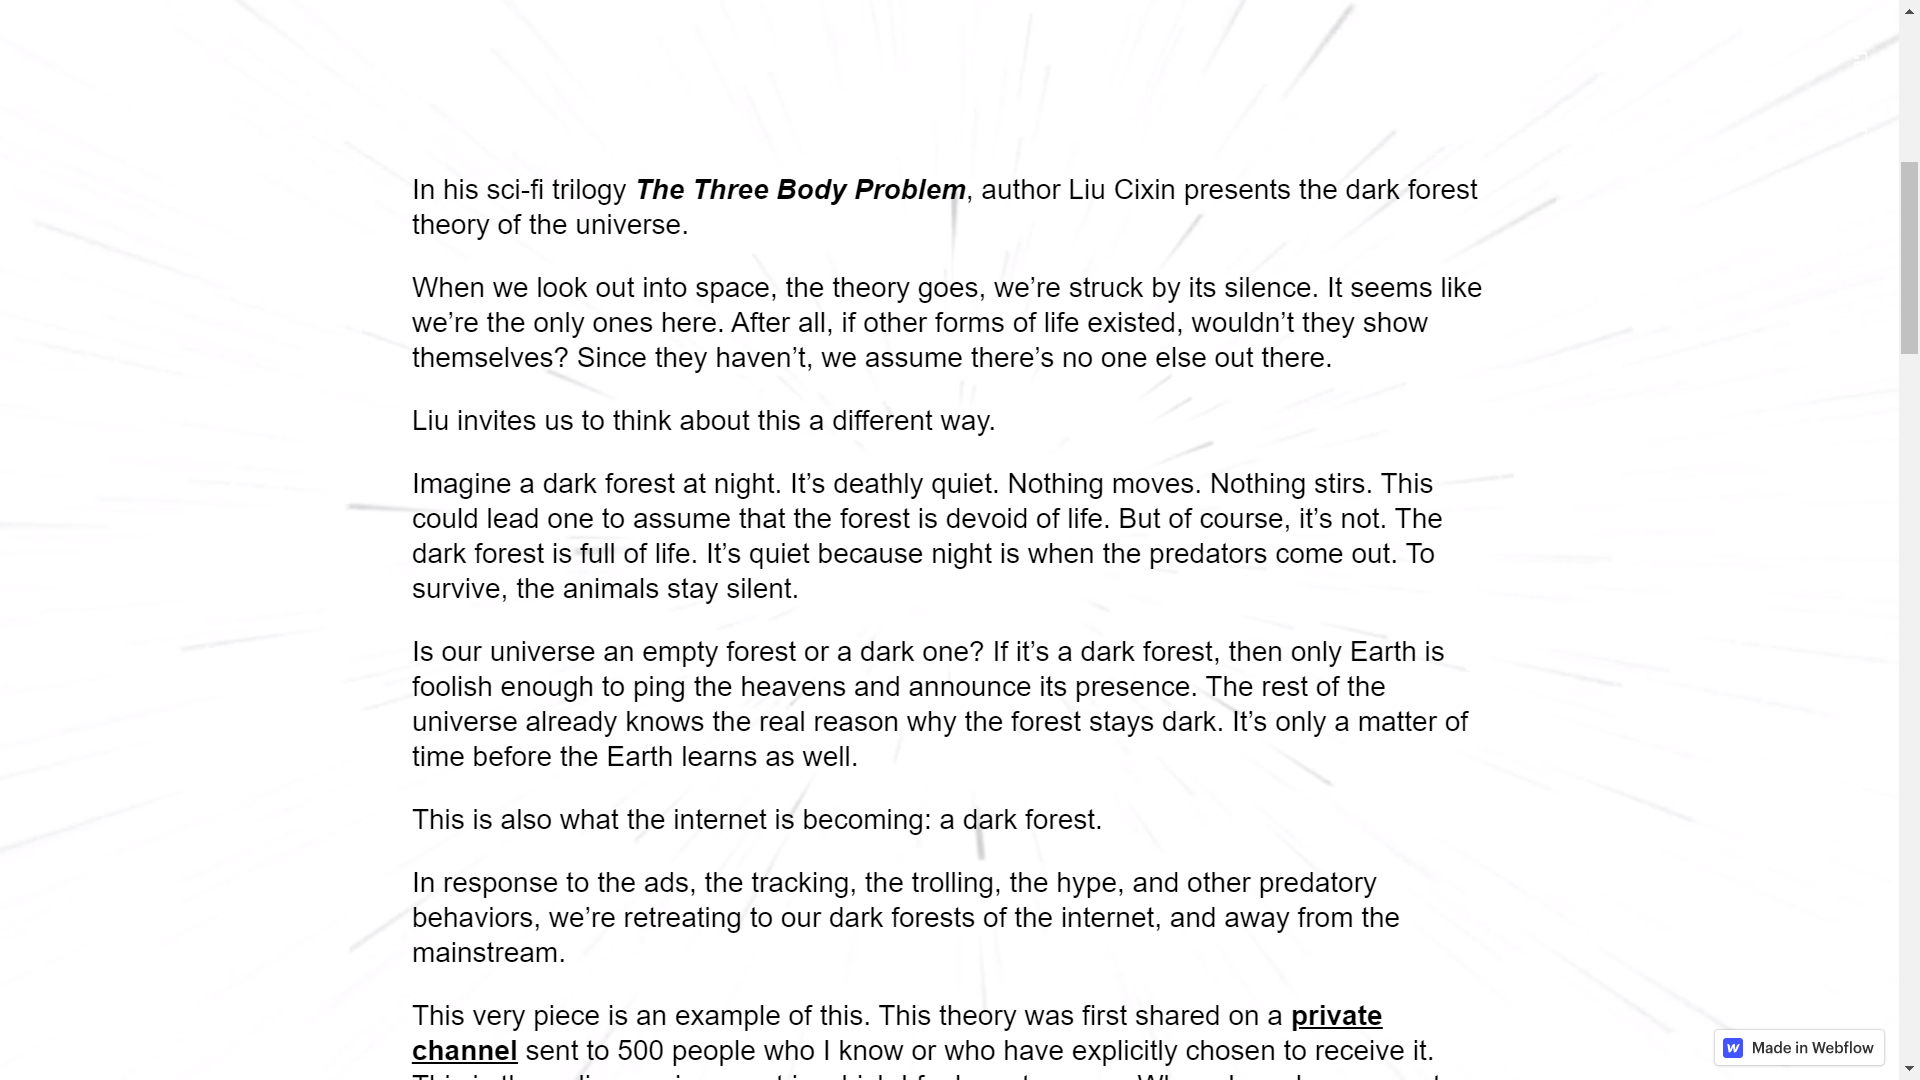 In his sci-fi trilogy The Three Body Problem, author Liu Cixin presents the dark forest
theory of the universe.
When we look out into space, the theory goes, we’re struck by its silence. It seems like
we’re the only ones here. After all, if other forms of life existed, wouldn’t they show
themselves? Since they haven’t, we assume there’s no one else out there.
Liu invites us to think about this a different way.
Imagine a dark forest at night. It’s deathly quiet. Nothing moves. Nothing stirs. This
could lead one to assume that the forest is devoid of life. But of course, it’s not. The
dark forest is full of life. It’s quiet because night is when the predators come out. To
survive, the animals stay silent.
Is our universe an empty forest or a dark one? If it’s a dark forest, then only Earth is
foolish enough to ping the heavens and announce its presence. The rest of the
universe already knows the real reason why the forest stays dark. It’s only a matter of
time before the Earth learns as well.
This is also what the internet is becoming: a dark forest.
In response to the ads, the tracking, the trolling, the hype, and other predatory
behaviors, we’re retreating to our dark forests of the internet, and away from the
mainstream.
This very piece is an example of this. This theory was first shared on a private
channel sent to 500 people who I know or who have explicitly chosen to receive it.
Made in Webflow